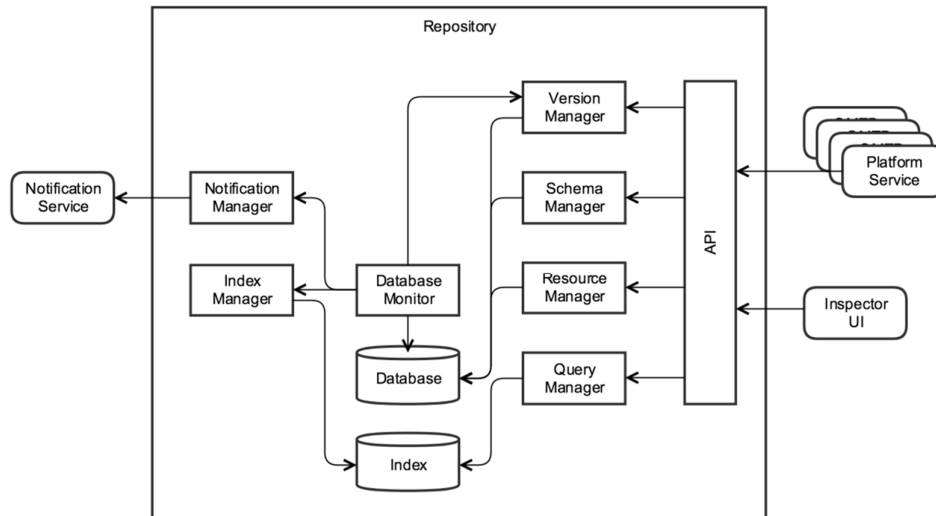 Repository
Version
Manager
Platform
Service
Notification
Service
Notification
Manager
Schema
Manager
API
Index
Manager
Database
Monitor
Resource
Manager
Inspector
UI
Database
Query
Manager
Index